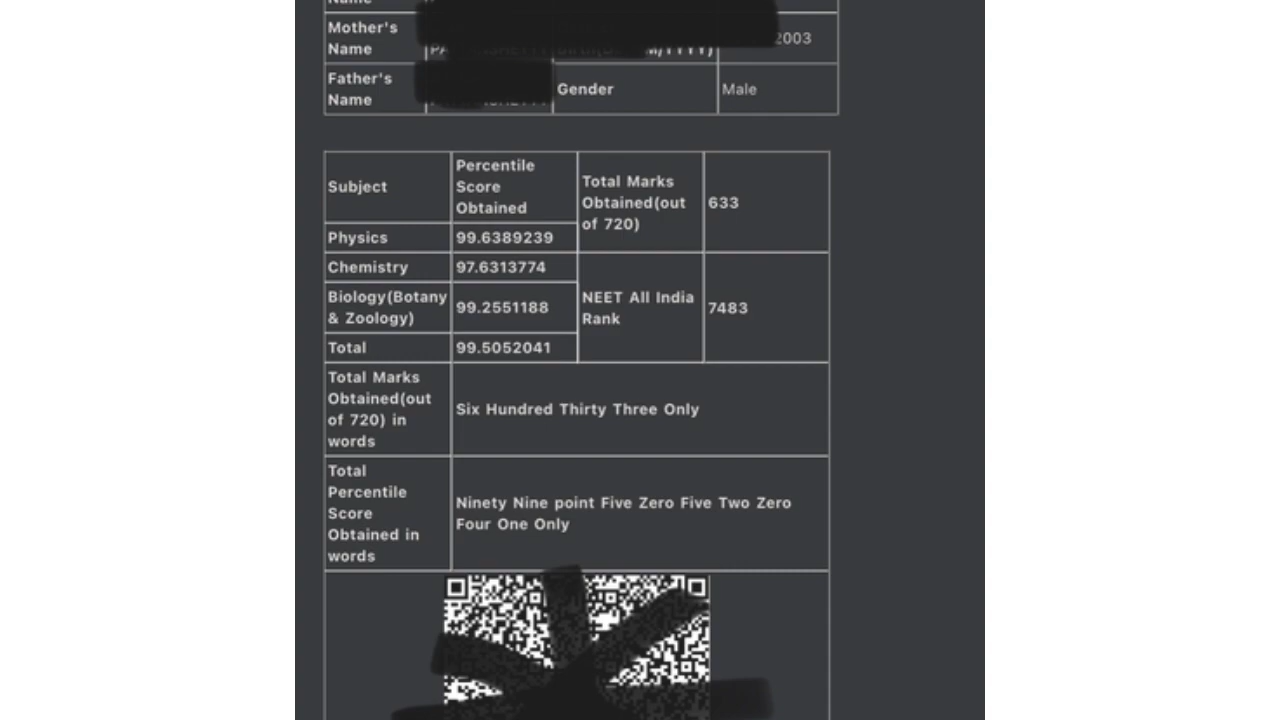 Name
Mother's
Name
2003
Father's
Name
Gender
Male
Subject
Percentile
Score
Obtained
Total Marks
Obtained(out
of 720)
633
Physics
99.6389239
Chemistry
97.6313774
NEET All India
Rank
7483
Biology(Botany
& Zoology)
99.2551188
Total
99.5052041
Total Marks
Obtained(out
of 720) in
words
Six Hundred Thirty Three Only
Total
Percentile
Score
Obtained in
words
Ninety Nine point Five Zero Five Two Zero
Four One Only